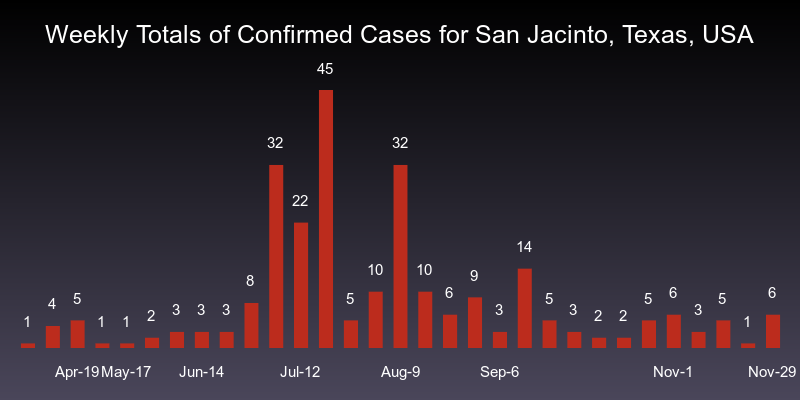 Weekly Totals of Confirmed Cases for San Jacinto, Texas, USA
1 4 5 1 1 2 3 3 3 8 32 22 45 5 10 32 10 6 9 3 14 5 3 2 2 5 6 3 5 1 6
Apr-19 May-17 Jun-14 Jul-12 Aug-9 Sep-6 Nov-1 Nov-29